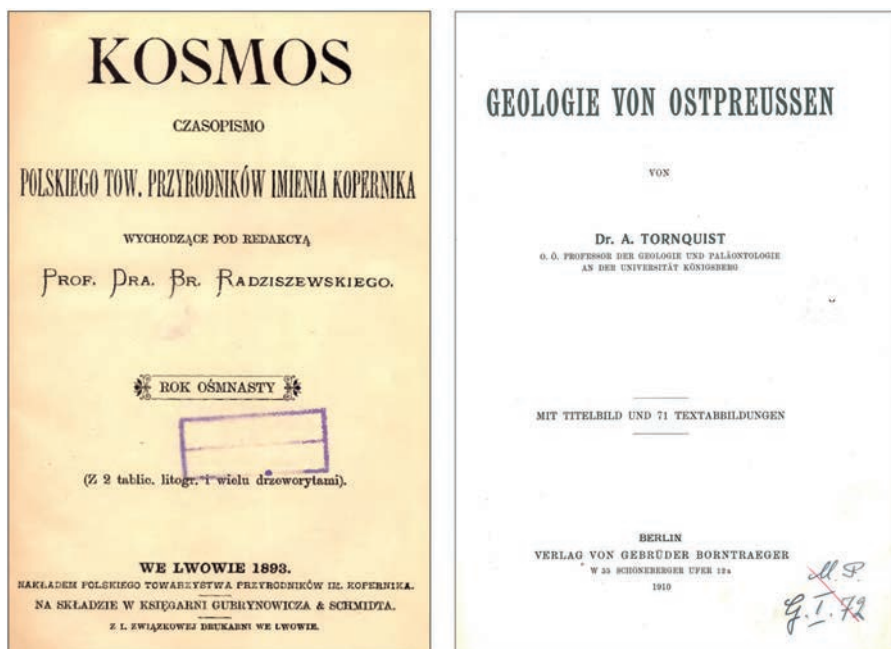 KOSMOS
CZASOPISMO
POLSKIEGO TOW. PRZYRODNIKÓW IMIENIA KOPERNIKA
WYCHODZĄCE POD REDAKCYĄ
PROF. DRA. BR. RADZISZEWSKIEGO.
ROK OŚMNASTY
(Z 2 tablic. litogr. i wielu drzeworytami).
WE LWOWIE 1893.
NAKŁADEM POLSKIEGO TOWARZYSTWA PRZYRODNIKÓW IM. KOPERNIKA.
NA SKŁADZIE W KSIĘGARNI GUBRYNOWICZA & SCHMIDTA.
Z I. ZWIĄZKOWEJ DRUKARNI WE LWOWIE.
GEOLOGIE VON OSTPREUSSEN
VON
Dr. A. TORNQUIST
O. Ö. PROFESSOR DER GEOLOGIE UND PALÄONTOLOGIE
AN DER UNIVERSITÄT KÖNIGSBERG
MIT TITELBILD UND 71 TEXTABBILDUNGEN
BERLIN
VERLAG VON GEBRÜDER BORNTRAEGER
W 35 SCHÖNEBERGER UFER 12a
1910
M. P.
G. I. 72